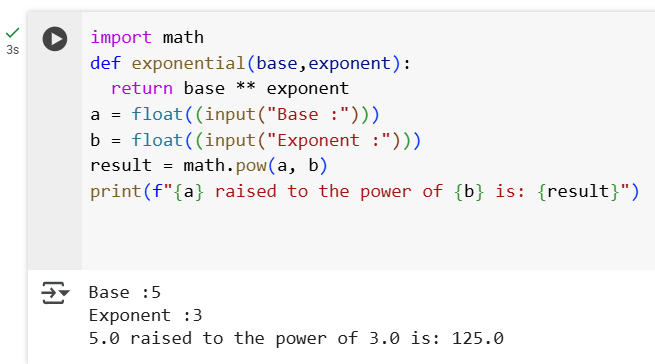 3s
import math
def exponential(base,exponent):
  return base ** exponent
a = float((input("Base :")))
b = float((input("Exponent :")))
result = math.pow(a, b)
print(f"{a} raised to the power of {b} is: {result}")
Base :5
Exponent :3
5.0 raised to the power of 3.0 is: 125.0